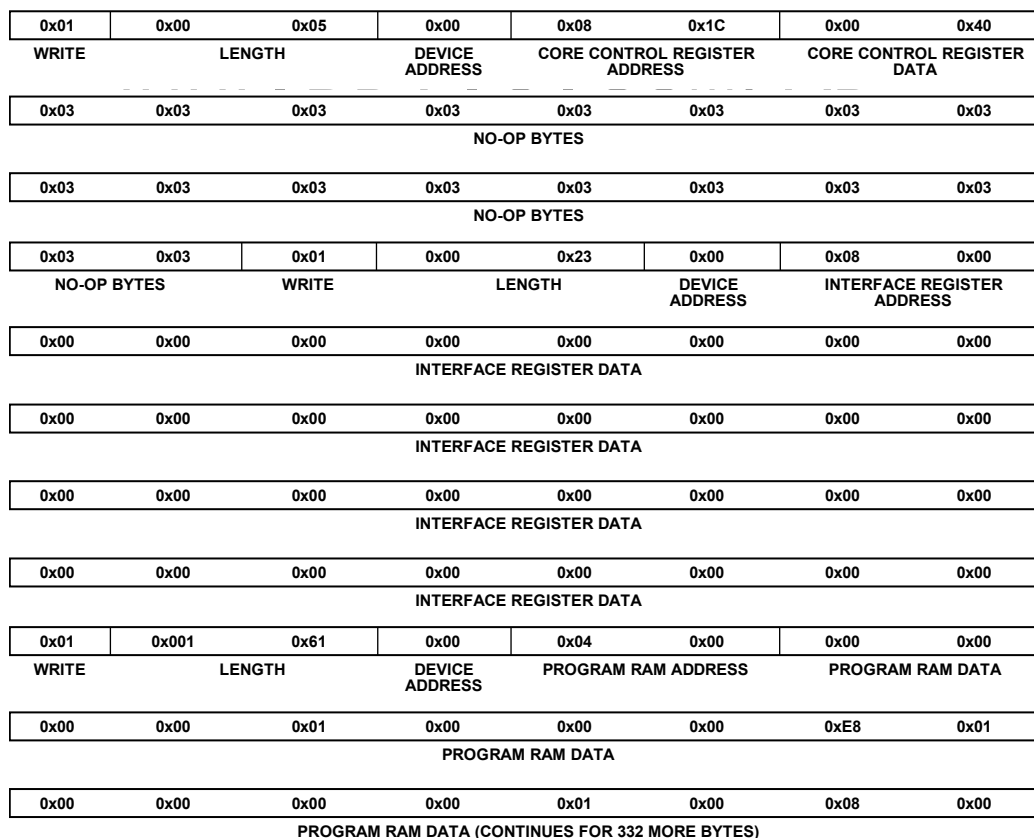 0x01 0x00 0x05 0x00 0x08 0x1C 0x00 0x40
WRITE LENGTH DEVICE ADDRESS CORE CONTROL REGISTER ADDRESS CORE CONTROL REGISTER DATA
0x03 0x03 0x03 0x03 0x03 0x03 0x03 0x03
NO-OP BYTES
0x03 0x03 0x03 0x03 0x03 0x03 0x03 0x03
NO-OP BYTES
0x03 0x03 0x01 0x00 0x23 0x00 0x08 0x00
NO-OP BYTES WRITE LENGTH DEVICE ADDRESS INTERFACE REGISTER ADDRESS
0x00 0x00 0x00 0x00 0x00 0x00 0x00 0x00
INTERFACE REGISTER DATA
0x00 0x00 0x00 0x00 0x00 0x00 0x00 0x00
INTERFACE REGISTER DATA
0x00 0x00 0x00 0x00 0x00 0x00 0x00 0x00
INTERFACE REGISTER DATA
0x00 0x00 0x00 0x00 0x00 0x00 0x00 0x00
INTERFACE REGISTER DATA
0x01 0x001 0x61 0x00 0x04 0x00 0x00 0x00
WRITE LENGTH DEVICE ADDRESS PROGRAM RAM ADDRESS PROGRAM RAM DATA
0x00 0x00 0x01 0x00 0x00 0x00 0xE8 0x01
PROGRAM RAM DATA
0x00 0x00 0x00 0x00 0x01 0x00 0x08 0x00
PROGRAM RAM DATA (CONTINUES FOR 332 MORE BYTES)